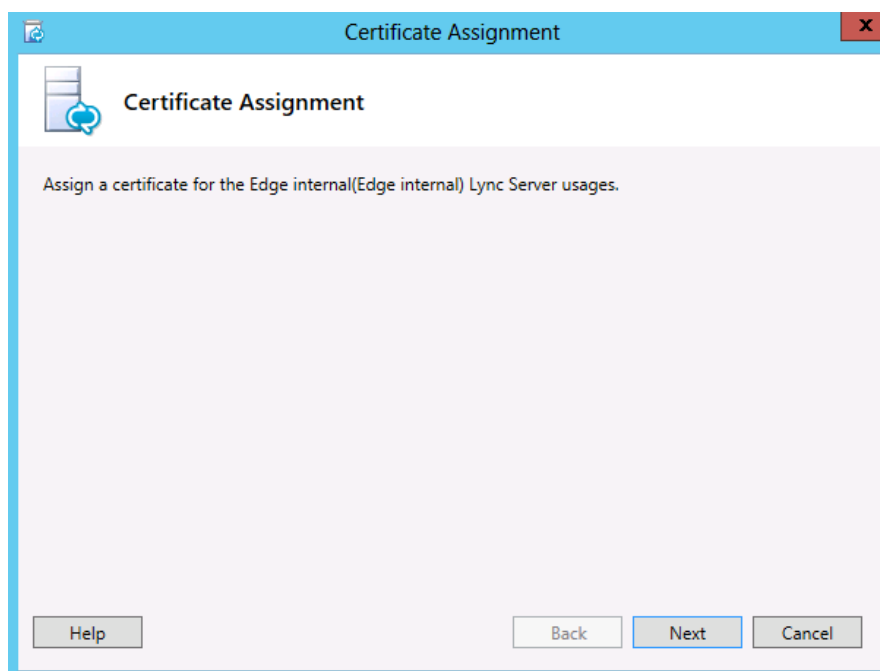 Certificate Assignment
X
Certificate Assignment
Assign a certificate for the Edge internal(Edge internal) Lync Server usages.
Help
Back
Next
Cancel